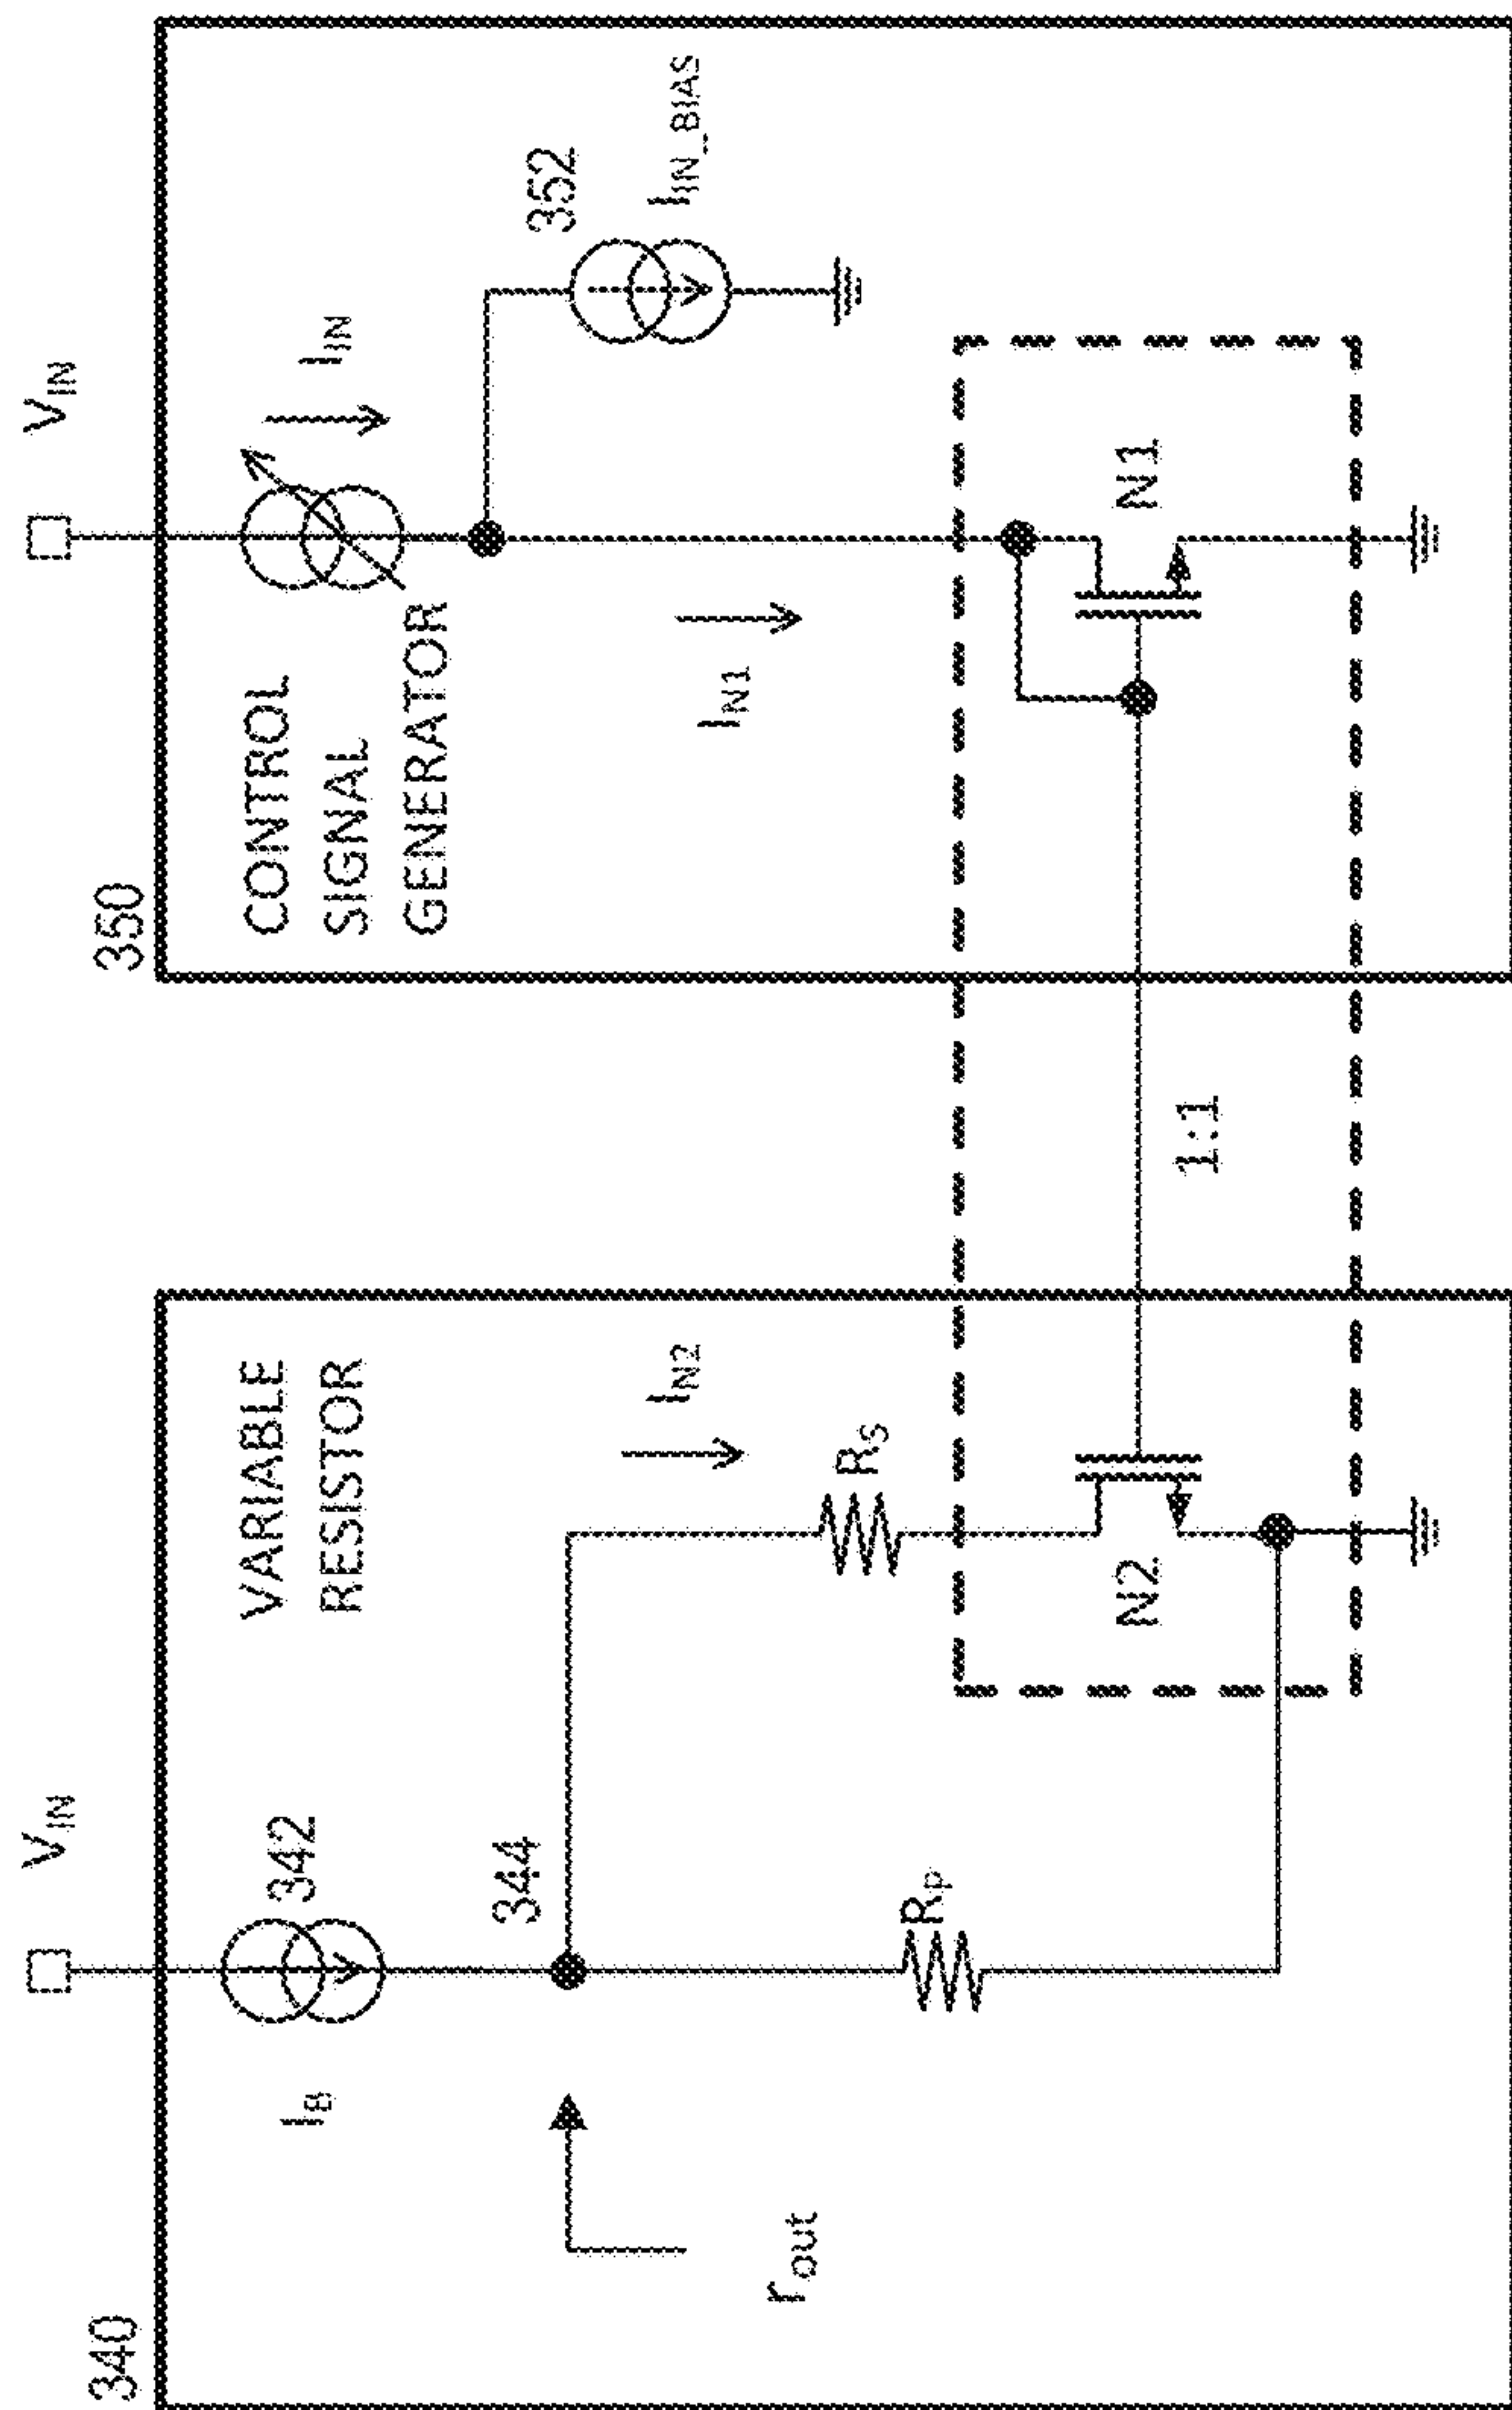 340
V_IN
I_B
342
344
r_out
R_P
VARIABLE
RESISTOR
I_N2
R_S
N2
1:1
350
V_IN
CONTROL
SIGNAL
GENERATOR
I_IN
352
I_IN_BIAS
I_N1
N1